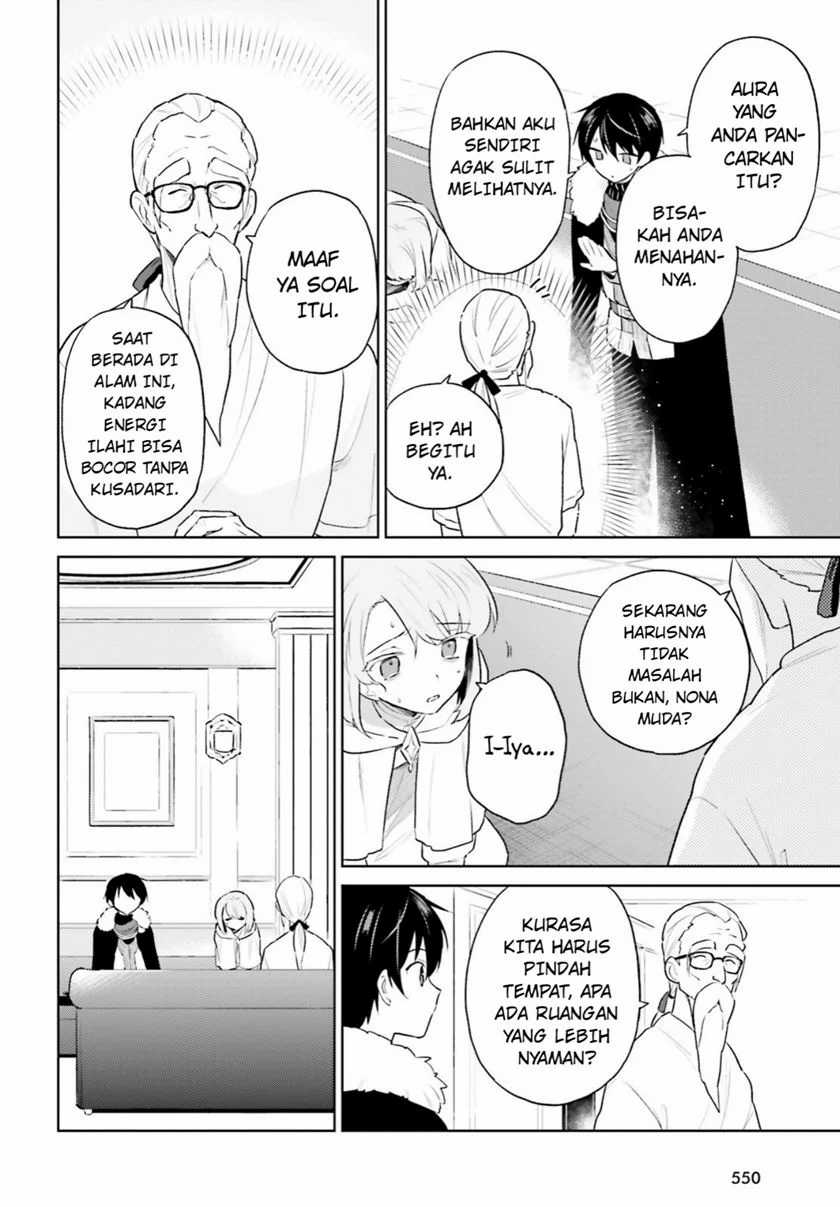 AURA
YANG
ANDA PAN-
CARKAN
ITU?
BISA-
KAH ANDA
MENAHAN-
NYA.
BAHKAN AKU
SENDIRI
AGAK SULIT
MELIHATNYA.
EH? AH
BEGITU
YA.
MAAF
YA SOAL
ITU.
SAAT
BERADA DI
ALAM INI,
KADANG
ENERGI
ILAHI BISA
BOCOR TANPA
KUSADARI.
SEKARANG
HARUSNYA
TIDAK
MASALAH
BUKAN, NONA
MUDA?
I-Iya...
KURASA
KITA HARUS
PINDAH
TEMPAT, APA
ADA RUANGAN
YANG LEBIH
NYAMAN?
550